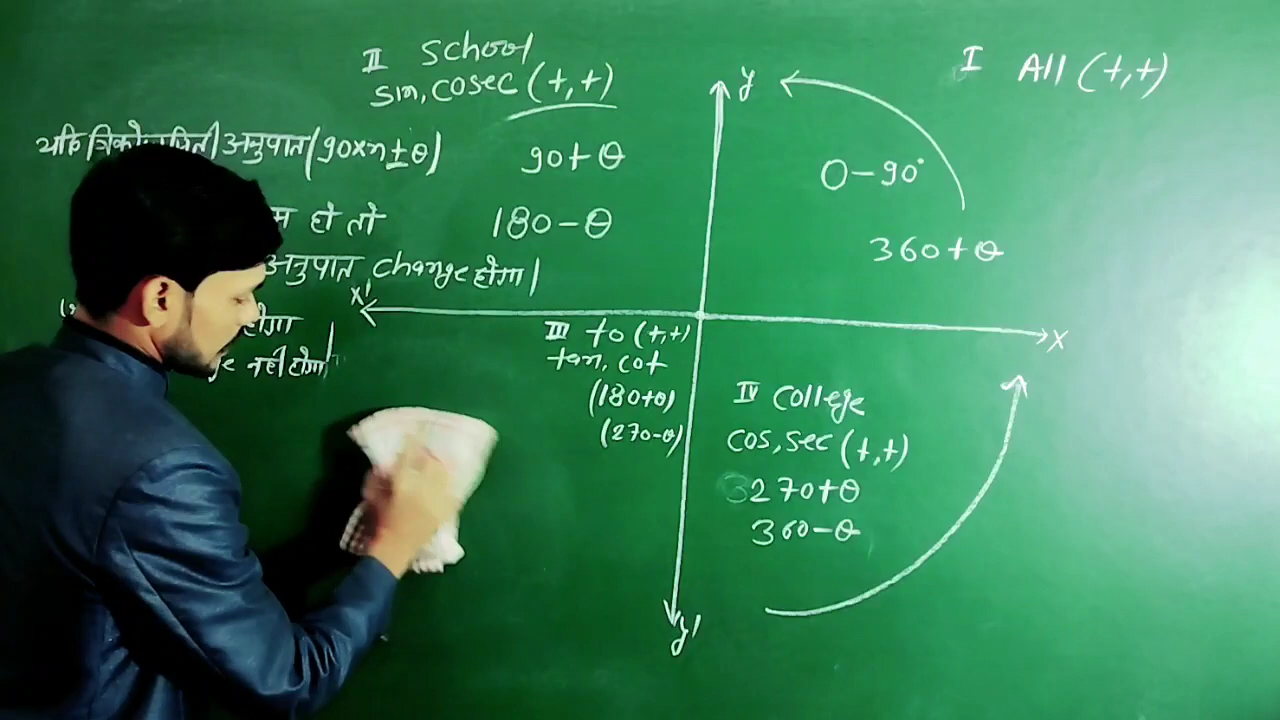 II School
sin, cosec (+,+)
यदि अनुपात (90×n±θ)
हो तो
अनुपात change होगा।
होगा
नहीं होगा
90+θ
180-θ
I All (+,+)
0-90°
360+θ
y
x'
x
y'
III to (+,+)
tan, cot
(180+θ)
(270-θ)
IV College
cos, sec (+,+)
270+θ
360-θ